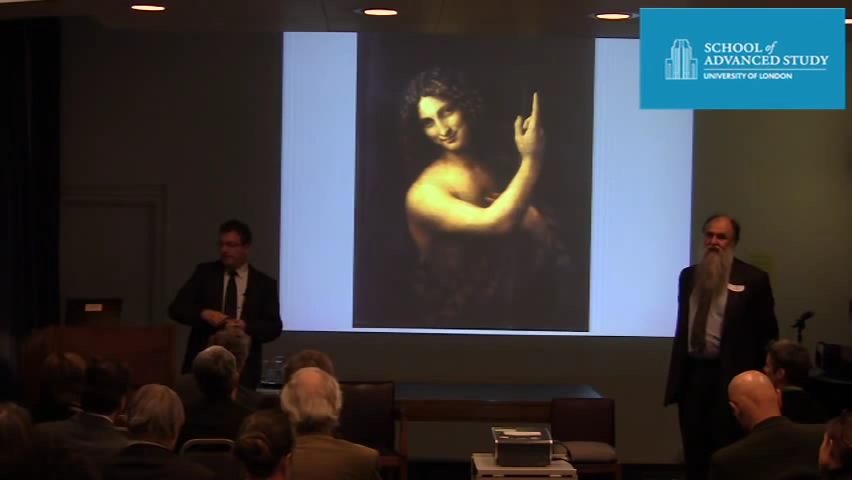 SCHOOL of
ADVANCED STUDY
UNIVERSITY OF LONDON